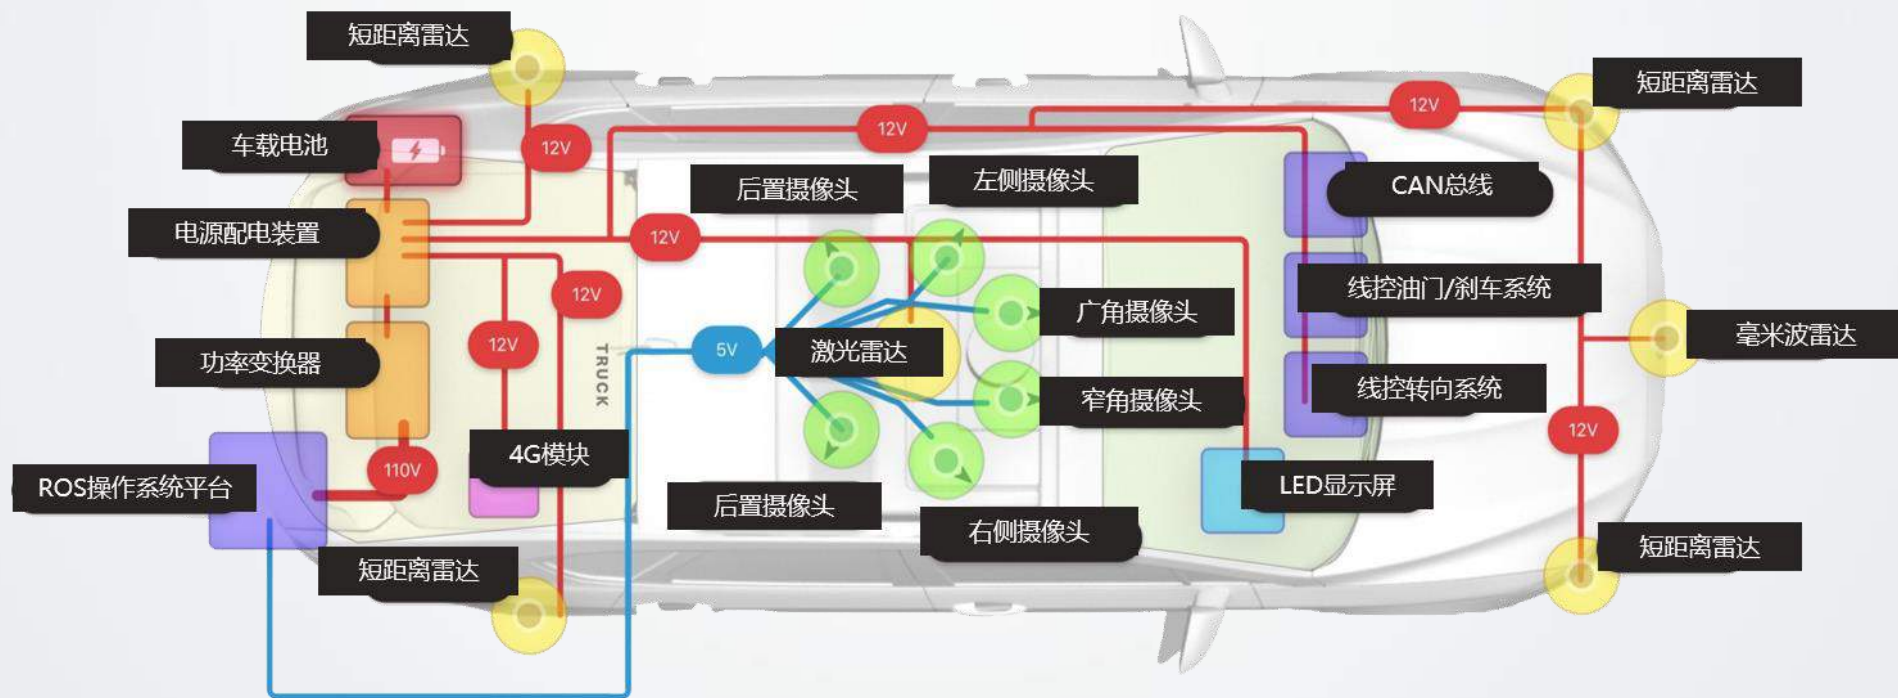 短距离雷达
短距离雷达
12V
12V
12V
车载电池
后置摄像头
左侧摄像头
CAN总线
电源配电装置
12V
12V
线控油门/刹车系统
广角摄像头
毫米波雷达
功率变换器
12V
5V
激光雷达
TRUCK
线控转向系统
窄角摄像头
12V
4G模块
110V
ROS操作系统平台
LED显示屏
后置摄像头
右侧摄像头
短距离雷达
短距离雷达